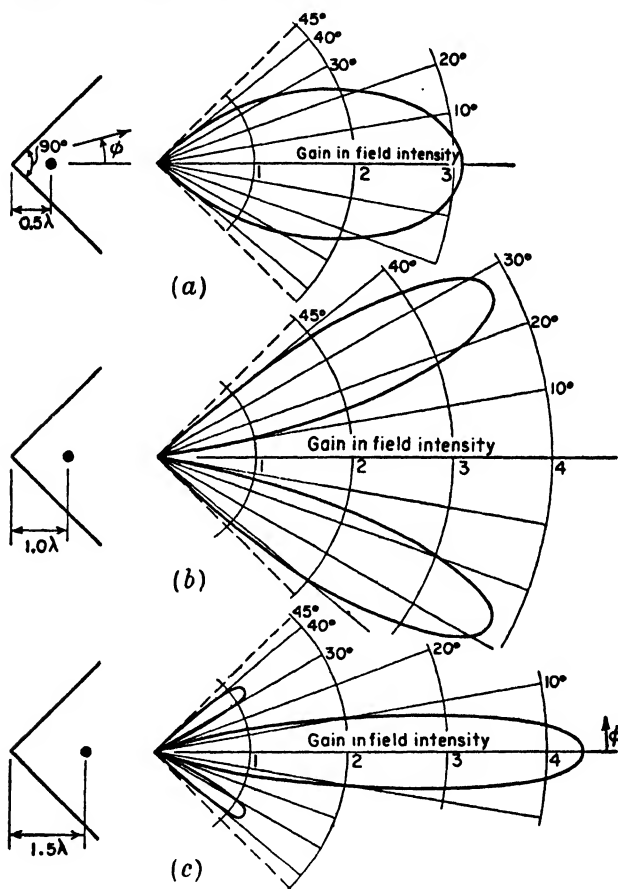 45°
40°
30°
20°
10°
90°
φ
Gain in field intensity
1 2 3
0.5λ
(a)
45°
40°
30°
20°
10°
Gain in field intensity
1 2 3 4
1.0λ
(b)
45°
40°
30°
20°
10°
Gain in field intensity
1 2 3 4
φ
1.5λ
(c)